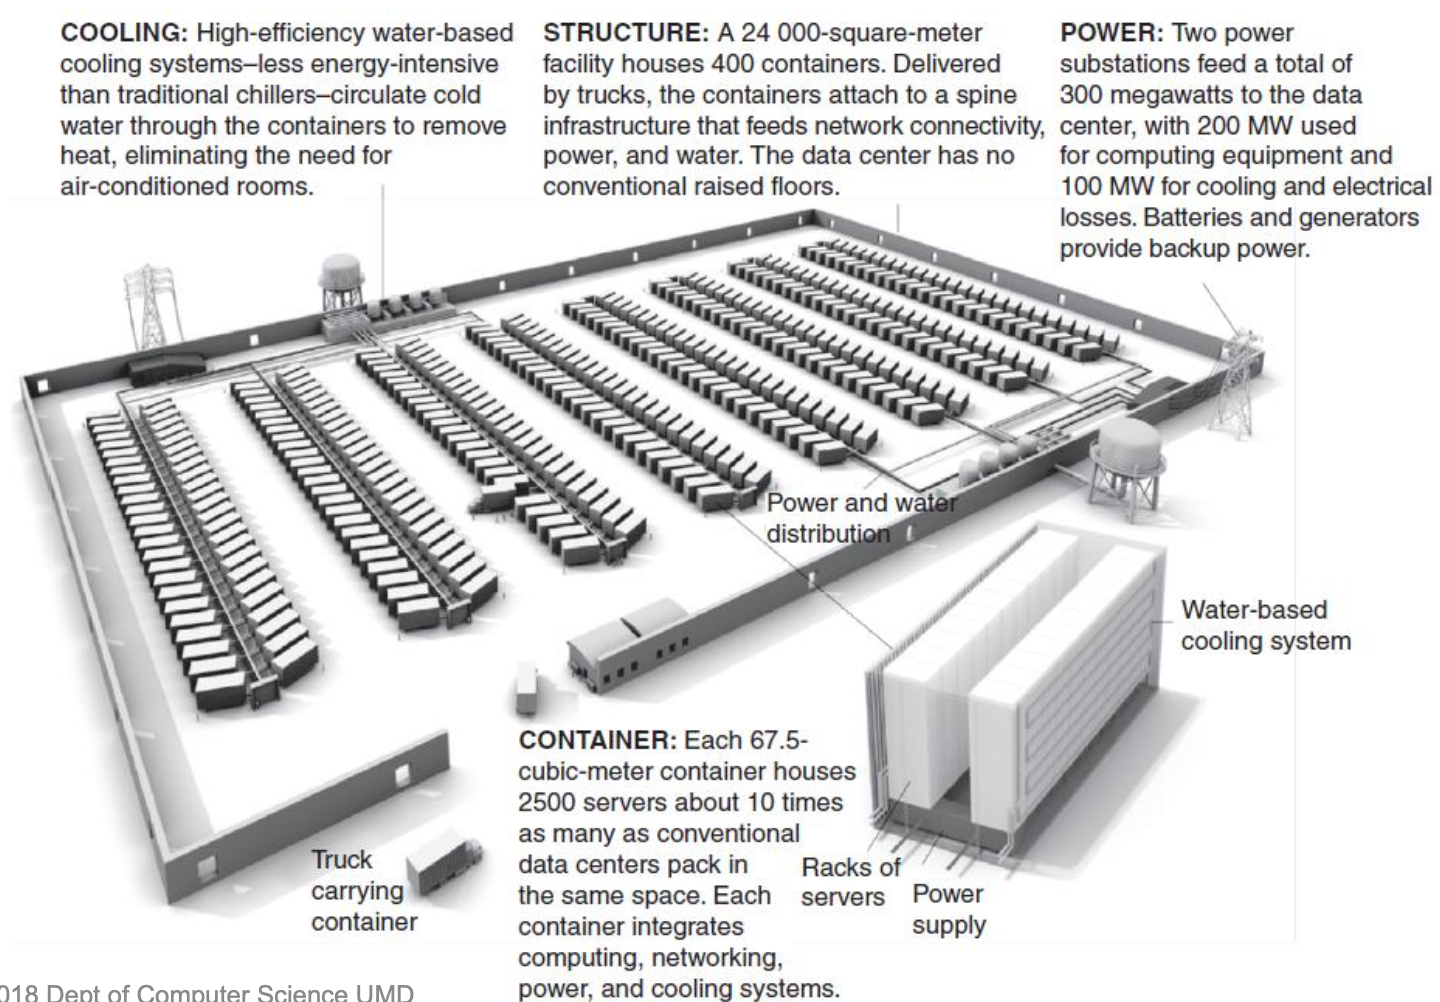 COOLING: High-efficiency water-based
cooling systems–less energy-intensive
than traditional chillers–circulate cold
water through the containers to remove
heat, eliminating the need for
air-conditioned rooms.
STRUCTURE: A 24 000-square-meter
facility houses 400 containers. Delivered
by trucks, the containers attach to a spine
infrastructure that feeds network connectivity,
power, and water. The data center has no
conventional raised floors.
POWER: Two power
substations feed a total of
300 megawatts to the data
center, with 200 MW used
for computing equipment and
100 MW for cooling and electrical
losses. Batteries and generators
provide backup power.
Power and water
distribution
Water-based
cooling system
CONTAINER: Each 67.5-
cubic-meter container houses
2500 servers about 10 times
as many as conventional
data centers pack in
the same space. Each
container integrates
computing, networking,
power, and cooling systems.
Racks of
servers
Power
supply
Truck
carrying
container
018 Dept of Computer Science UMD